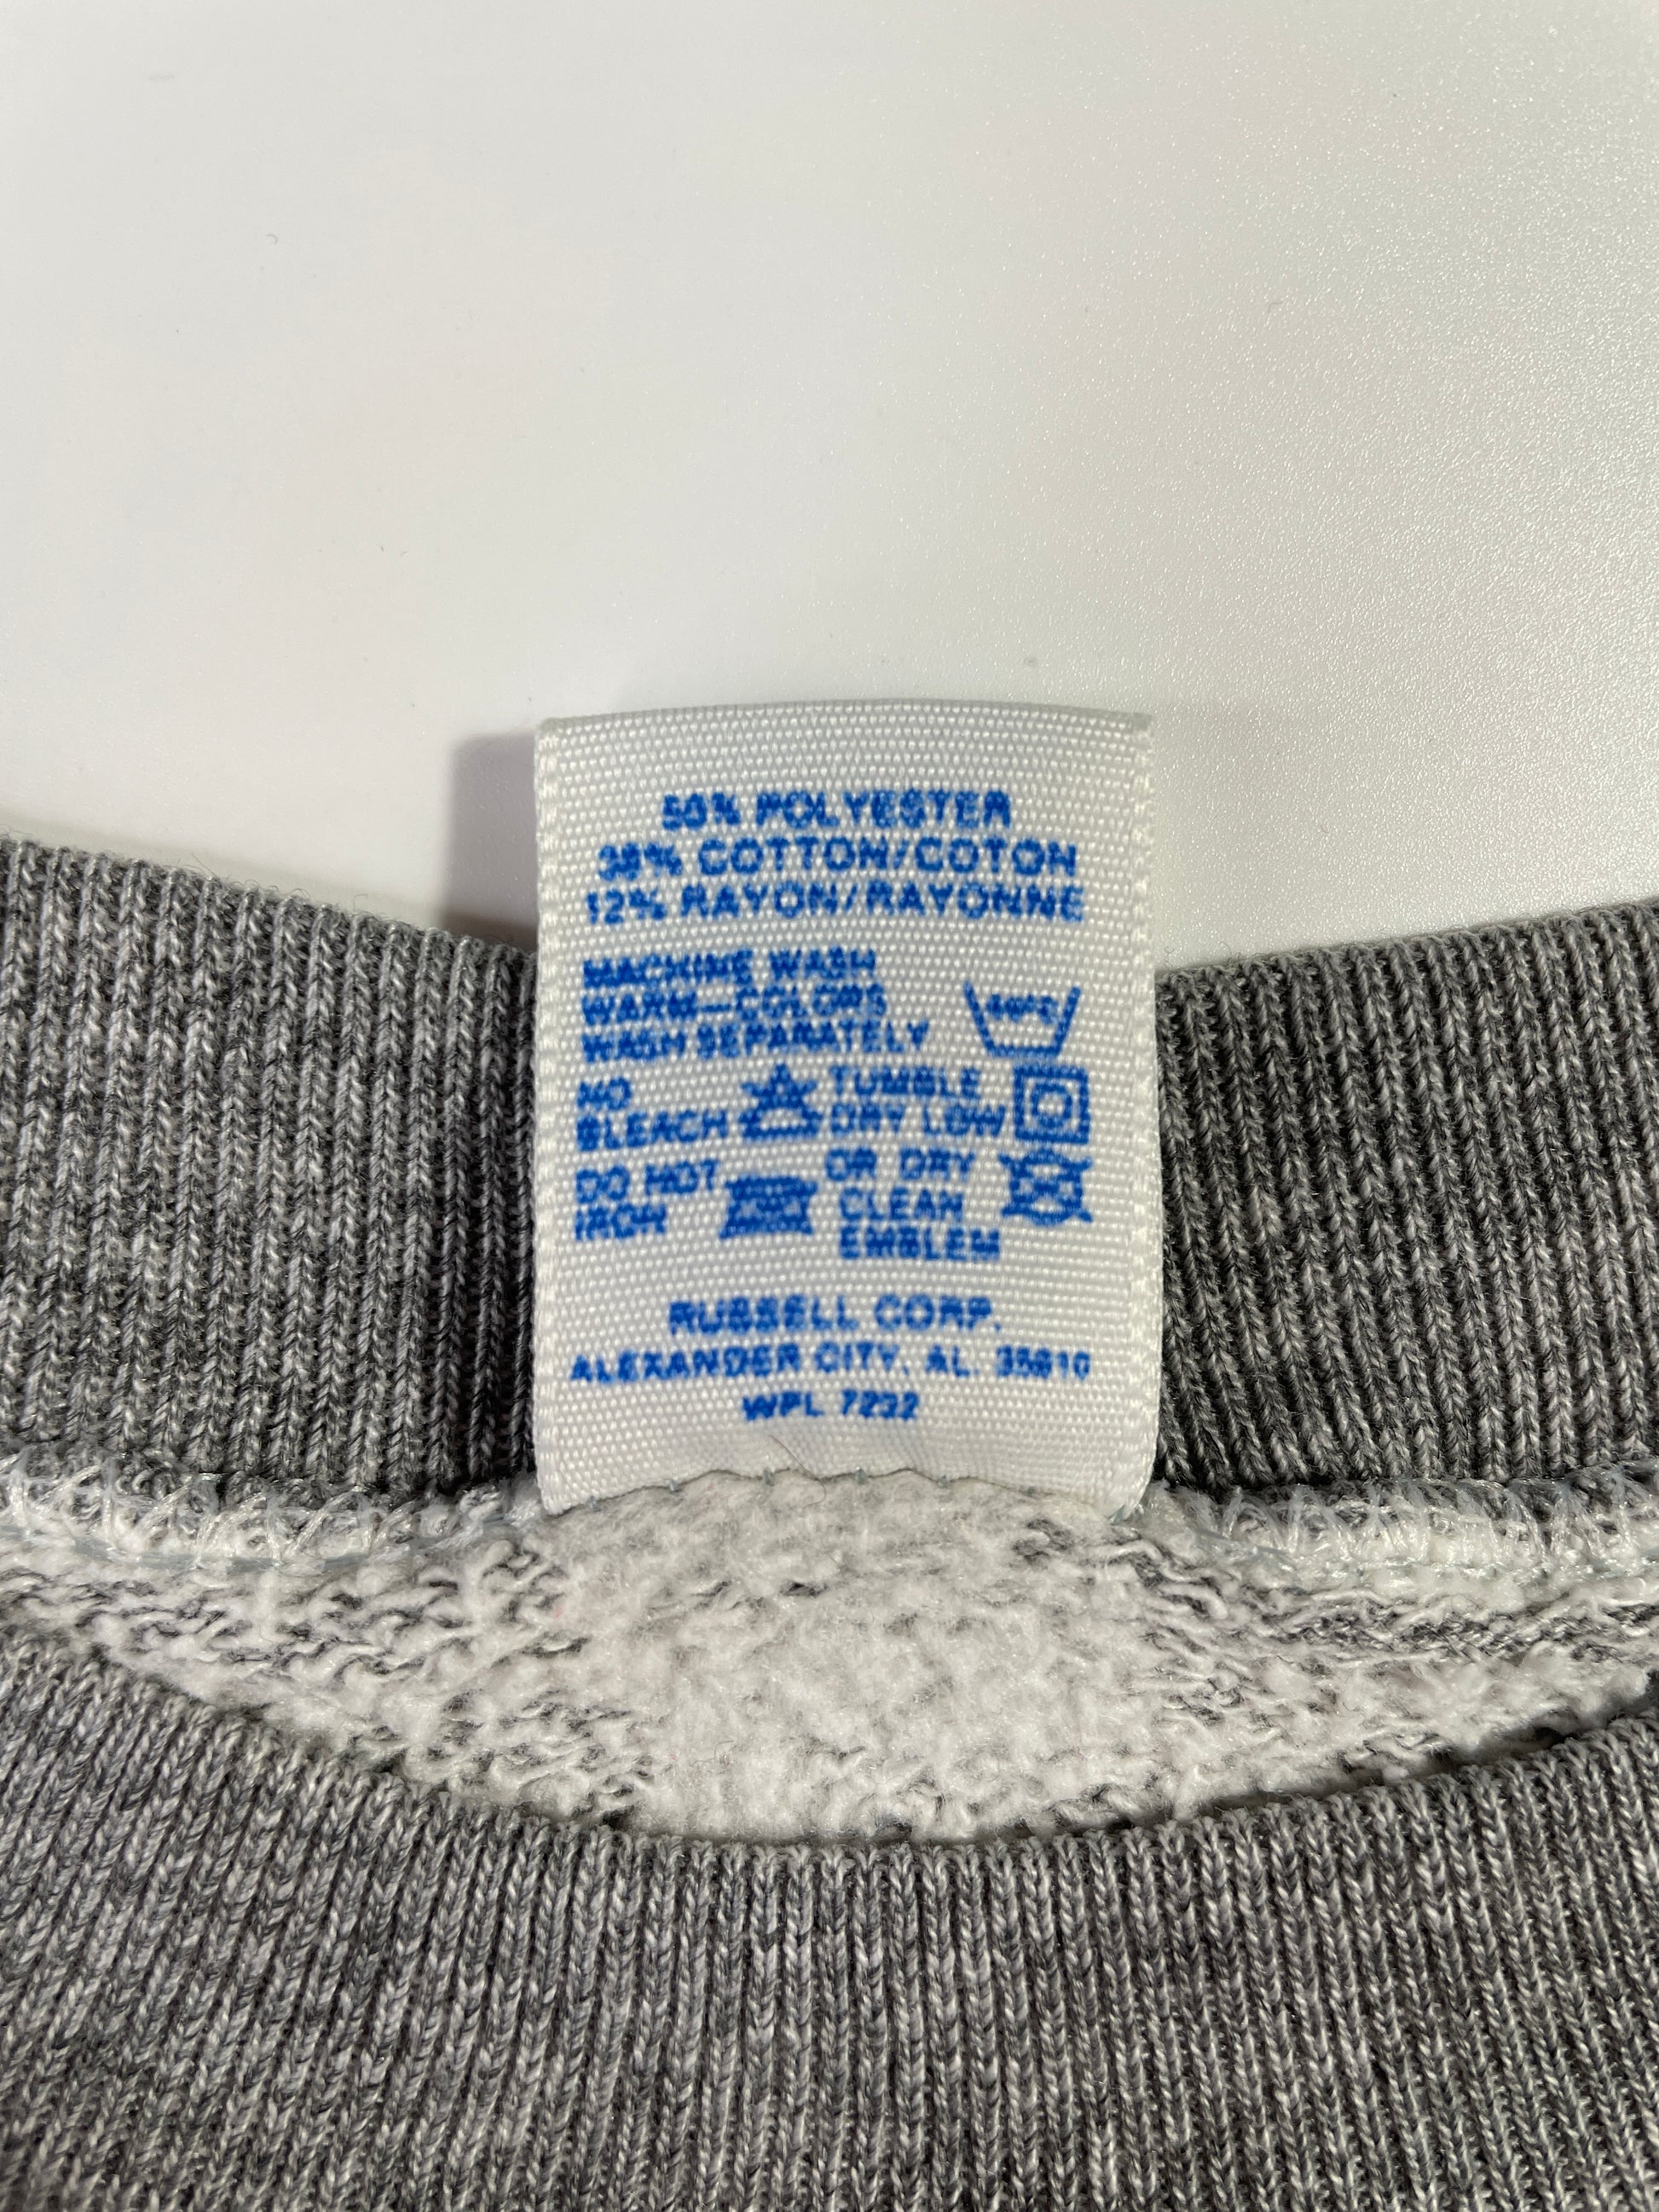 50% POLYESTER
38% COTTON/COTON
12% RAYON/RAYONNE
MACHINE WASH
WARM—COLORS
WASH SEPARATELY
NO
BLEACH
TUMBLE
DRY LOW
DO NOT
IRON
OR DRY
CLEAN
EMBLEM
RUSSELL CORP.
ALEXANDER CITY, AL. 35010
WPL 7232